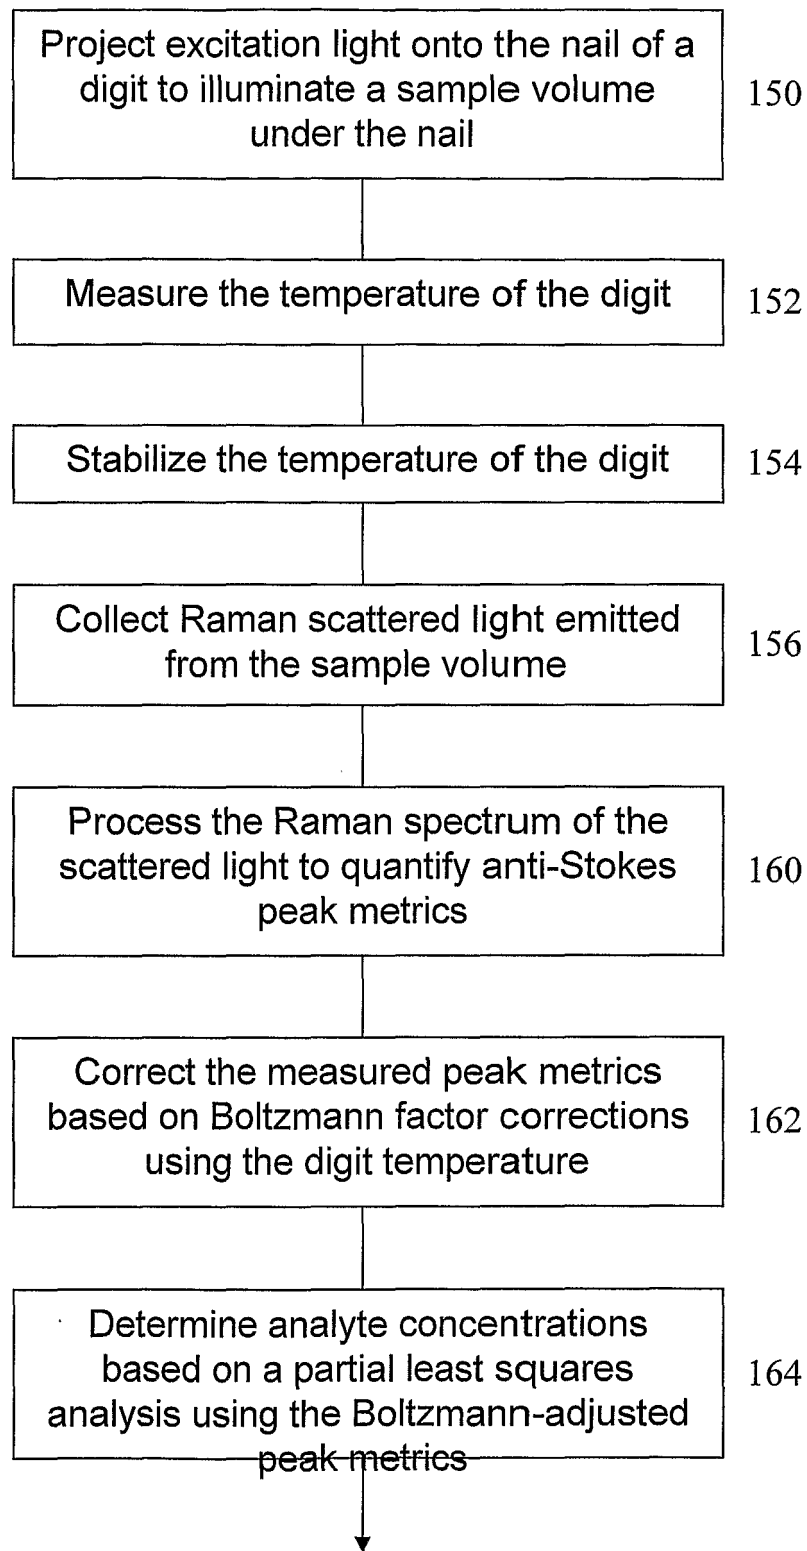 Project excitation light onto the nail of a
digit to illuminate a sample volume
under the nail
150
Measure the temperature of the digit
152
Stabilize the temperature of the digit
154
Collect Raman scattered light emitted
from the sample volume
156
Process the Raman spectrum of the
scattered light to quantify anti-Stokes
peak metrics
160
Correct the measured peak metrics
based on Boltzmann factor corrections
using the digit temperature
162
Determine analyte concentrations
based on a partial least squares
analysis using the Boltzmann-adjusted
peak metrics
164